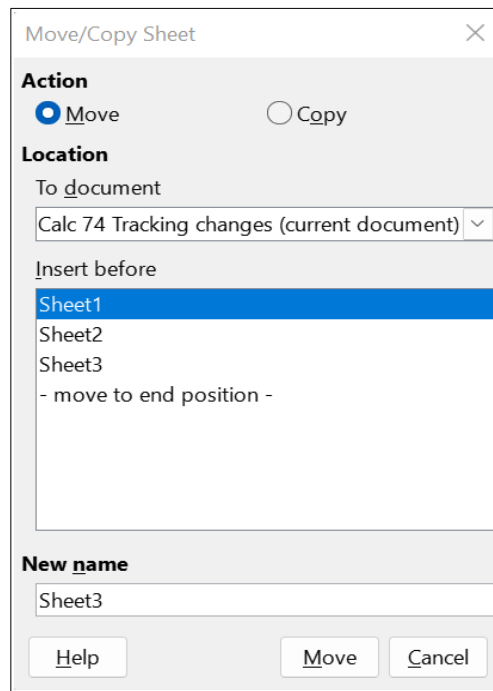 Move/Copy Sheet
Action
Move Copy
Location
To document
Calc 74 Tracking changes (current document)
Insert before
Sheet1
Sheet2
Sheet3
- move to end position -
New name
Sheet3
Help Move Cancel